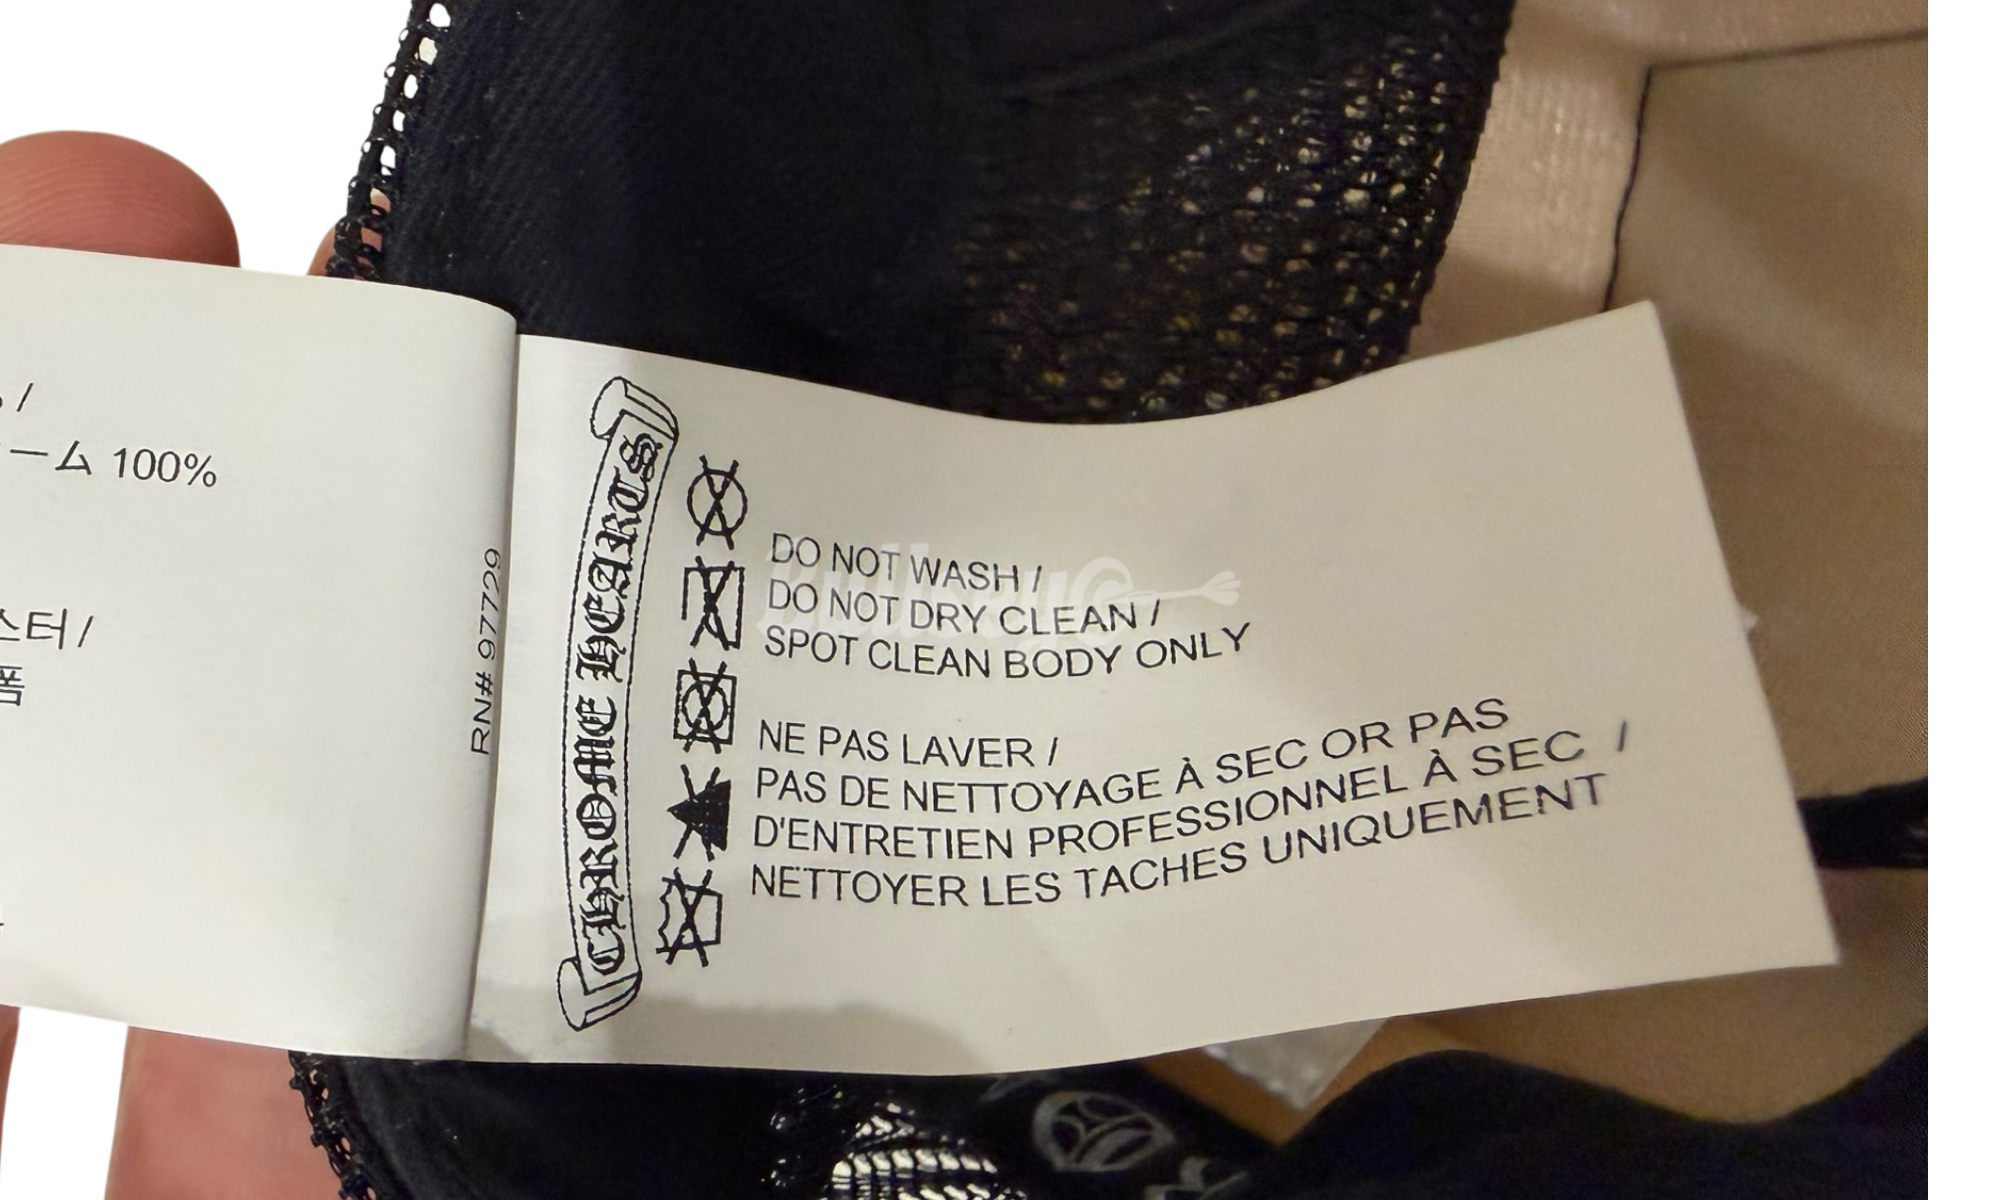 /
ーム 100%
스터 /
폼
RN# 97729
CHROME HEARTS
DO NOT WASH /
DO NOT DRY CLEAN /
SPOT CLEAN BODY ONLY
NE PAS LAVER /
PAS DE NETTOYAGE À SEC OR PAS
D'ENTRETIEN PROFESSIONNEL À SEC /
NETTOYER LES TACHES UNIQUEMENT